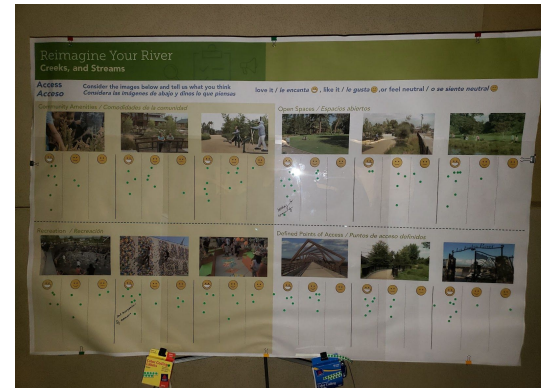 Reimagine Your River
Creeks, and Streams
Access
Acceso
Consider the images below and tell us what you think
Considera las imágenes de abajo y dinos lo que piensas
love it / le encanta , like it / le gusta , or feel neutral / o se siente neutral
Community Amenities / Comodidades de la comunidad
Open Spaces / Espacios abiertos
Recreation / Recreación
Defined Points of Access / Puntos de acceso definidos